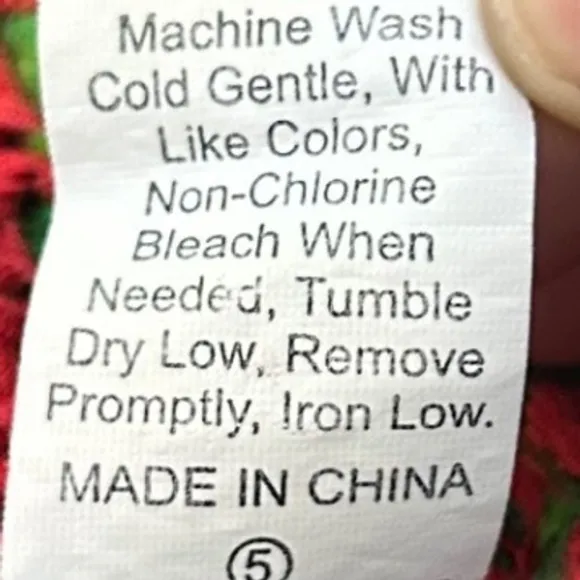 Machine Wash
Cold Gentle, With
Like Colors,
Non-Chlorine
Bleach When
Needed, Tumble
Dry Low, Remove
Promptly, Iron Low.
MADE IN CHINA
5